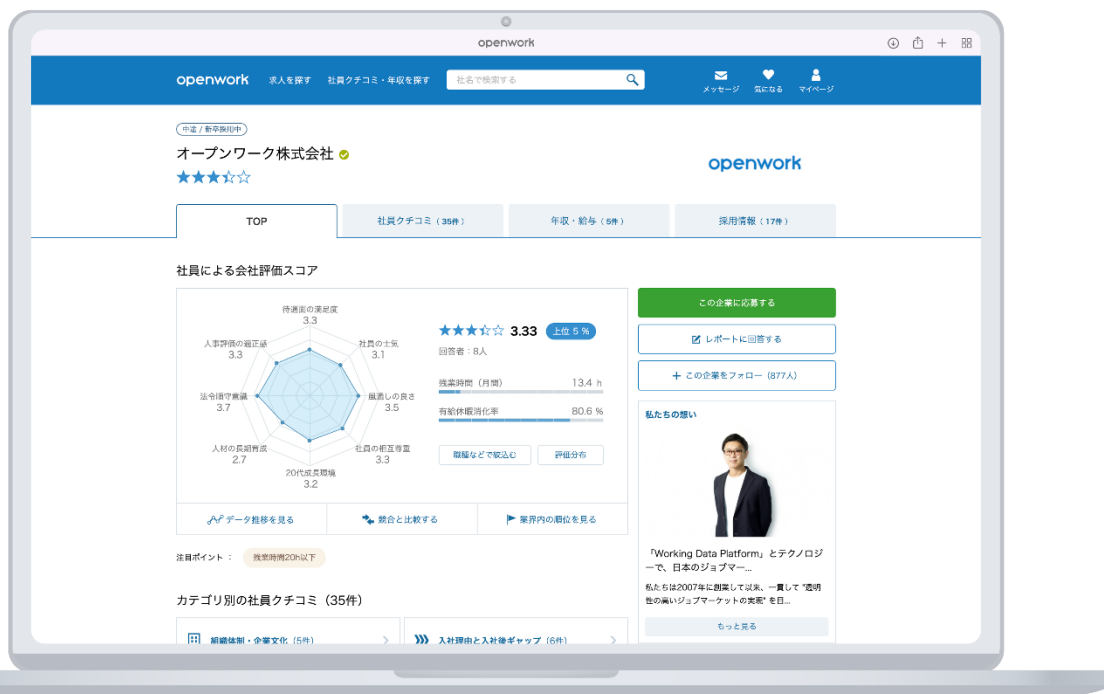 openwork
openwork 求人を探す 社員クチコミ・年収を探す 社名で検索する メッセージ 気になる マイページ
中途 / 新卒採用中
オープンワーク株式会社
openwork
TOP 社員クチコミ（35件） 年収・給与（5件） 採用情報（17件）
社員による会社評価スコア
待遇面の満足度
3.3
人事評価の適正感
3.3
社員の士気
3.1
法令順守意識
3.7
風通しの良さ
3.5
人材の長期育成
2.7
社員の相互尊重
3.3
20代成長環境
3.2
3.33 上位 5 %
回答者：8人
残業時間（月間） 13.4 h
有給休暇消化率 80.6 %
職種などで絞込む 評価分布
データ推移を見る 競合と比較する 業界内の順位を見る
注目ポイント ： 残業時間20h以下
カテゴリ別の社員クチコミ（35件）
組織体制・企業文化（5件） 入社理由と入社後ギャップ（6件）
この企業に応募する
レポートに回答する
＋ この企業をフォロー（877人）
私たちの想い
「Working Data Platform」とテクノロジ
ーで、日本のジョブマー...
私たちは2007年に創業して以来、一貫して "透明
性の高いジョブマーケットの実現" を目...
もっと見る